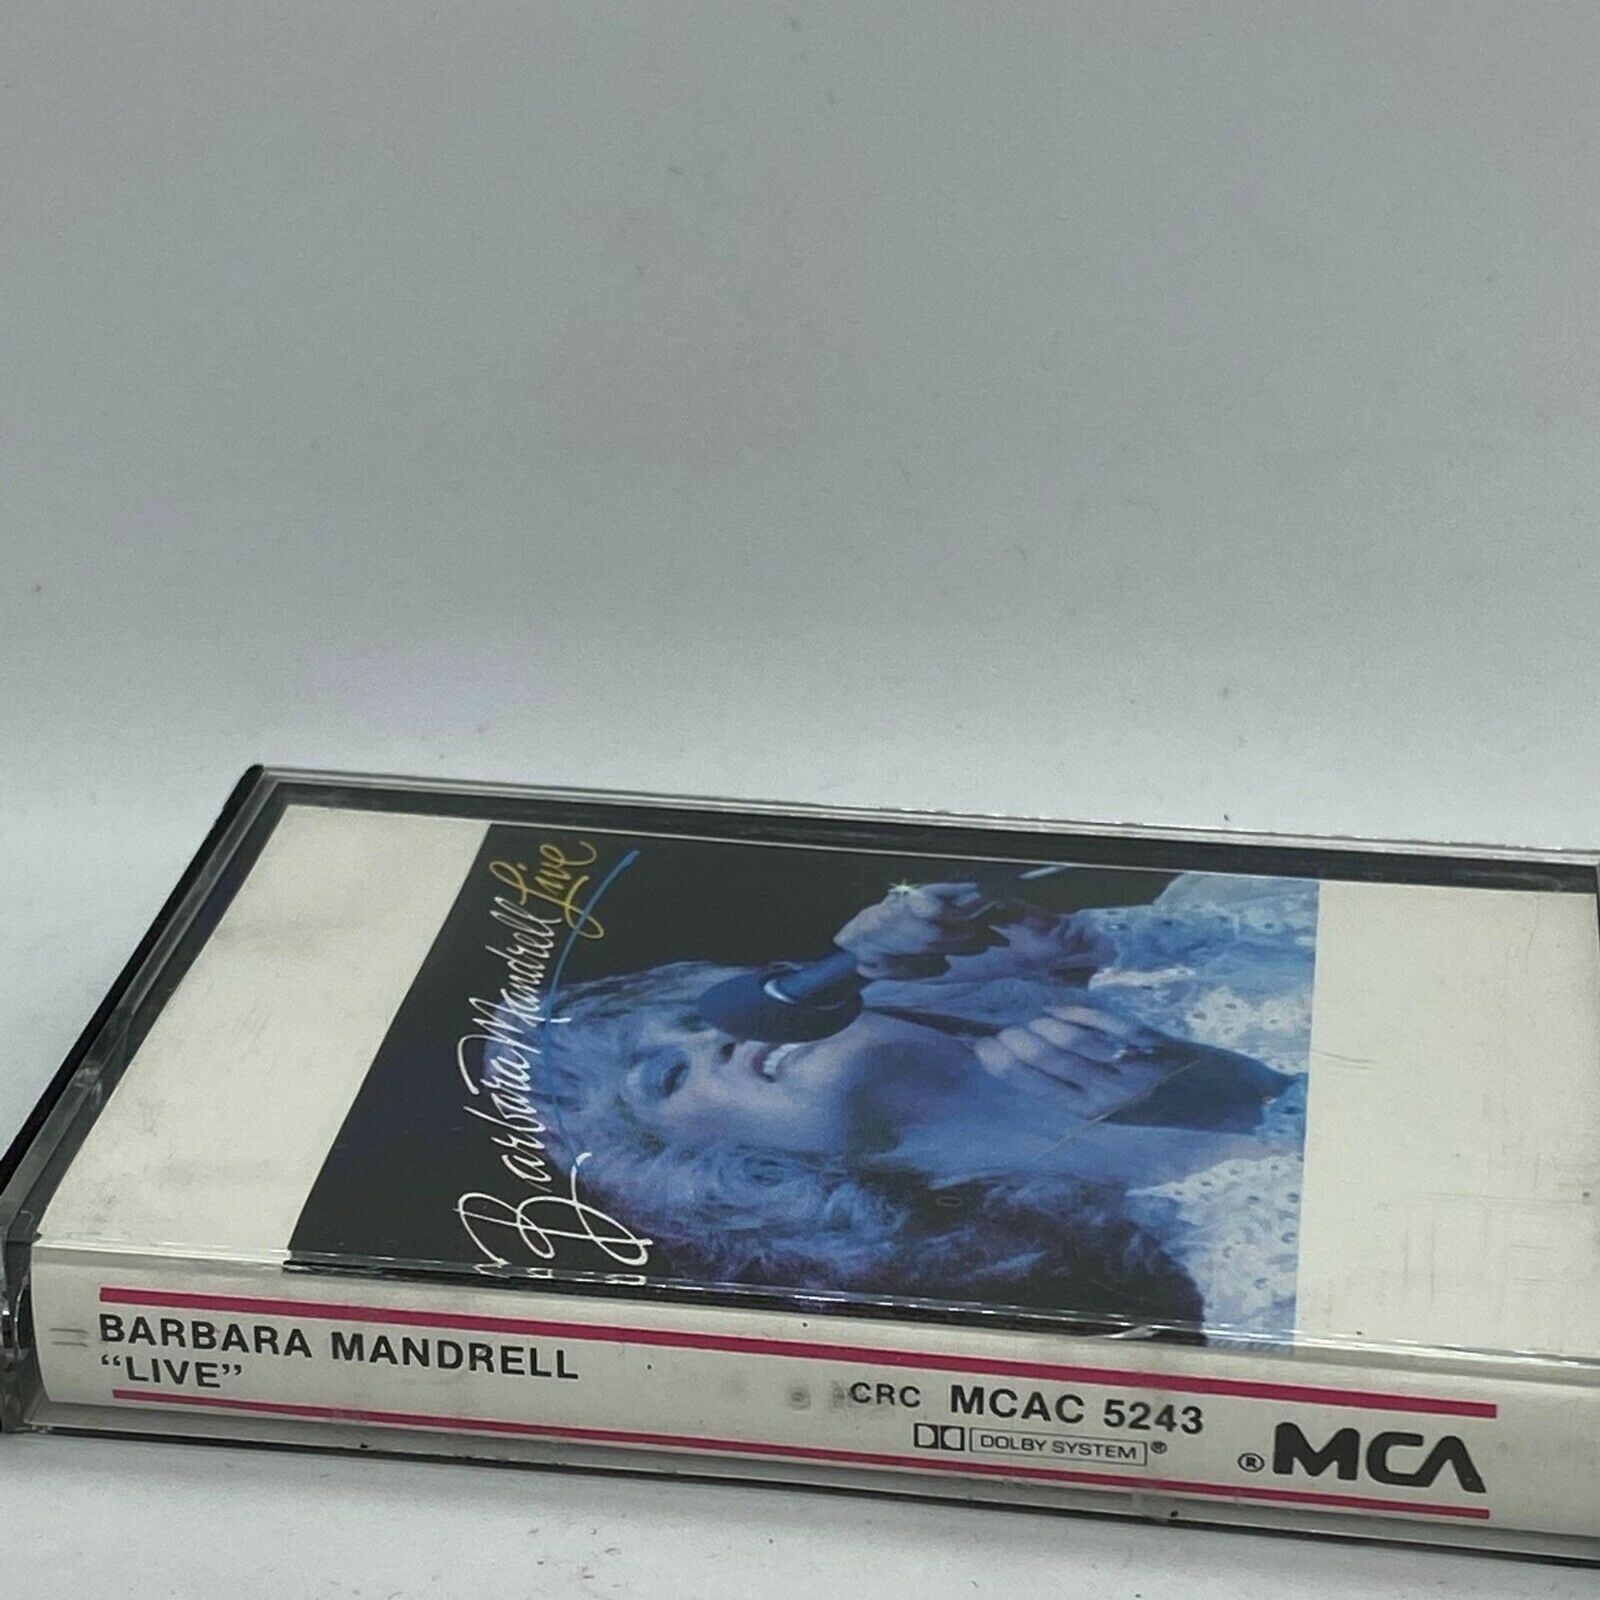 Barbara Mandrell Live
BARBARA MANDRELL
“LIVE”
CRC MCAC 5243
DOLBY SYSTEM ®
® MCA